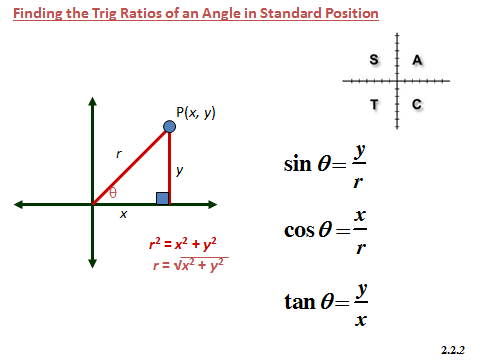 Finding the Trig Ratios of an Angle in Standard Position
S A
T C
P(x, y)
r
y
θ
x
r² = x² + y²
r = √x² + y²
sin θ = y/r
cos θ = x/r
tan θ = y/x
2.2.2